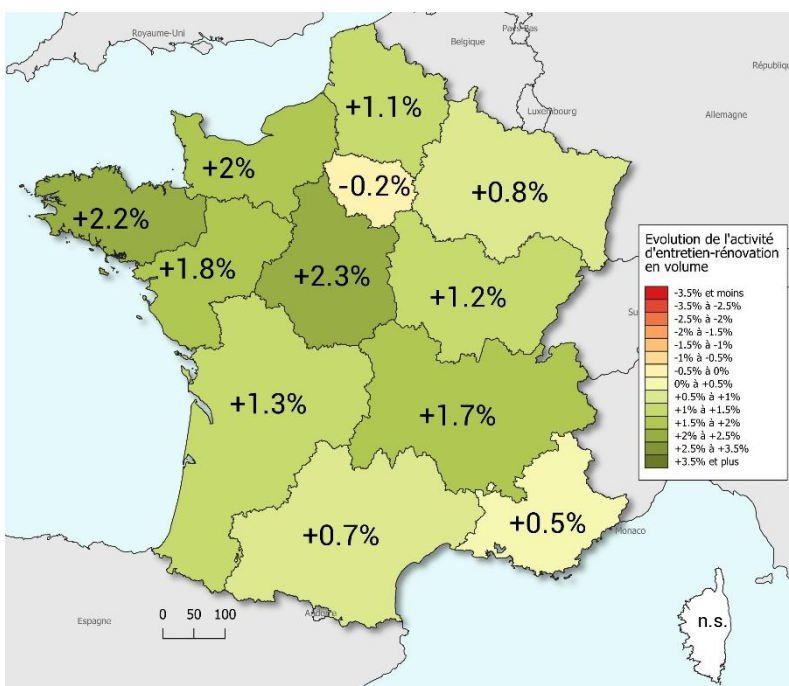 Royaume-Uni
Pays-Bas
Belgique
République
Luxembourg
Allemagne
+1.1%
+2%
-0.2%
+0.8%
+2.2%
+1.8%
+2.3%
+1.2%
+1.3%
+1.7%
+0.7%
+0.5%
Evolution de l'activité
d'entretien-rénovation
en volume
-3.5% et moins
-3.5% à -2.5%
-2.5% à -2%
-2% à -1.5%
-1.5% à -1%
-1% à -0.5%
-0.5% à 0%
0% à +0.5%
+0.5% à +1%
+1% à +1.5%
+1.5% à +2%
+2% à +2.5%
+2.5% à +3.5%
+3.5% et plus
Su
Monaco
0 50 100
Espagne
n.s.